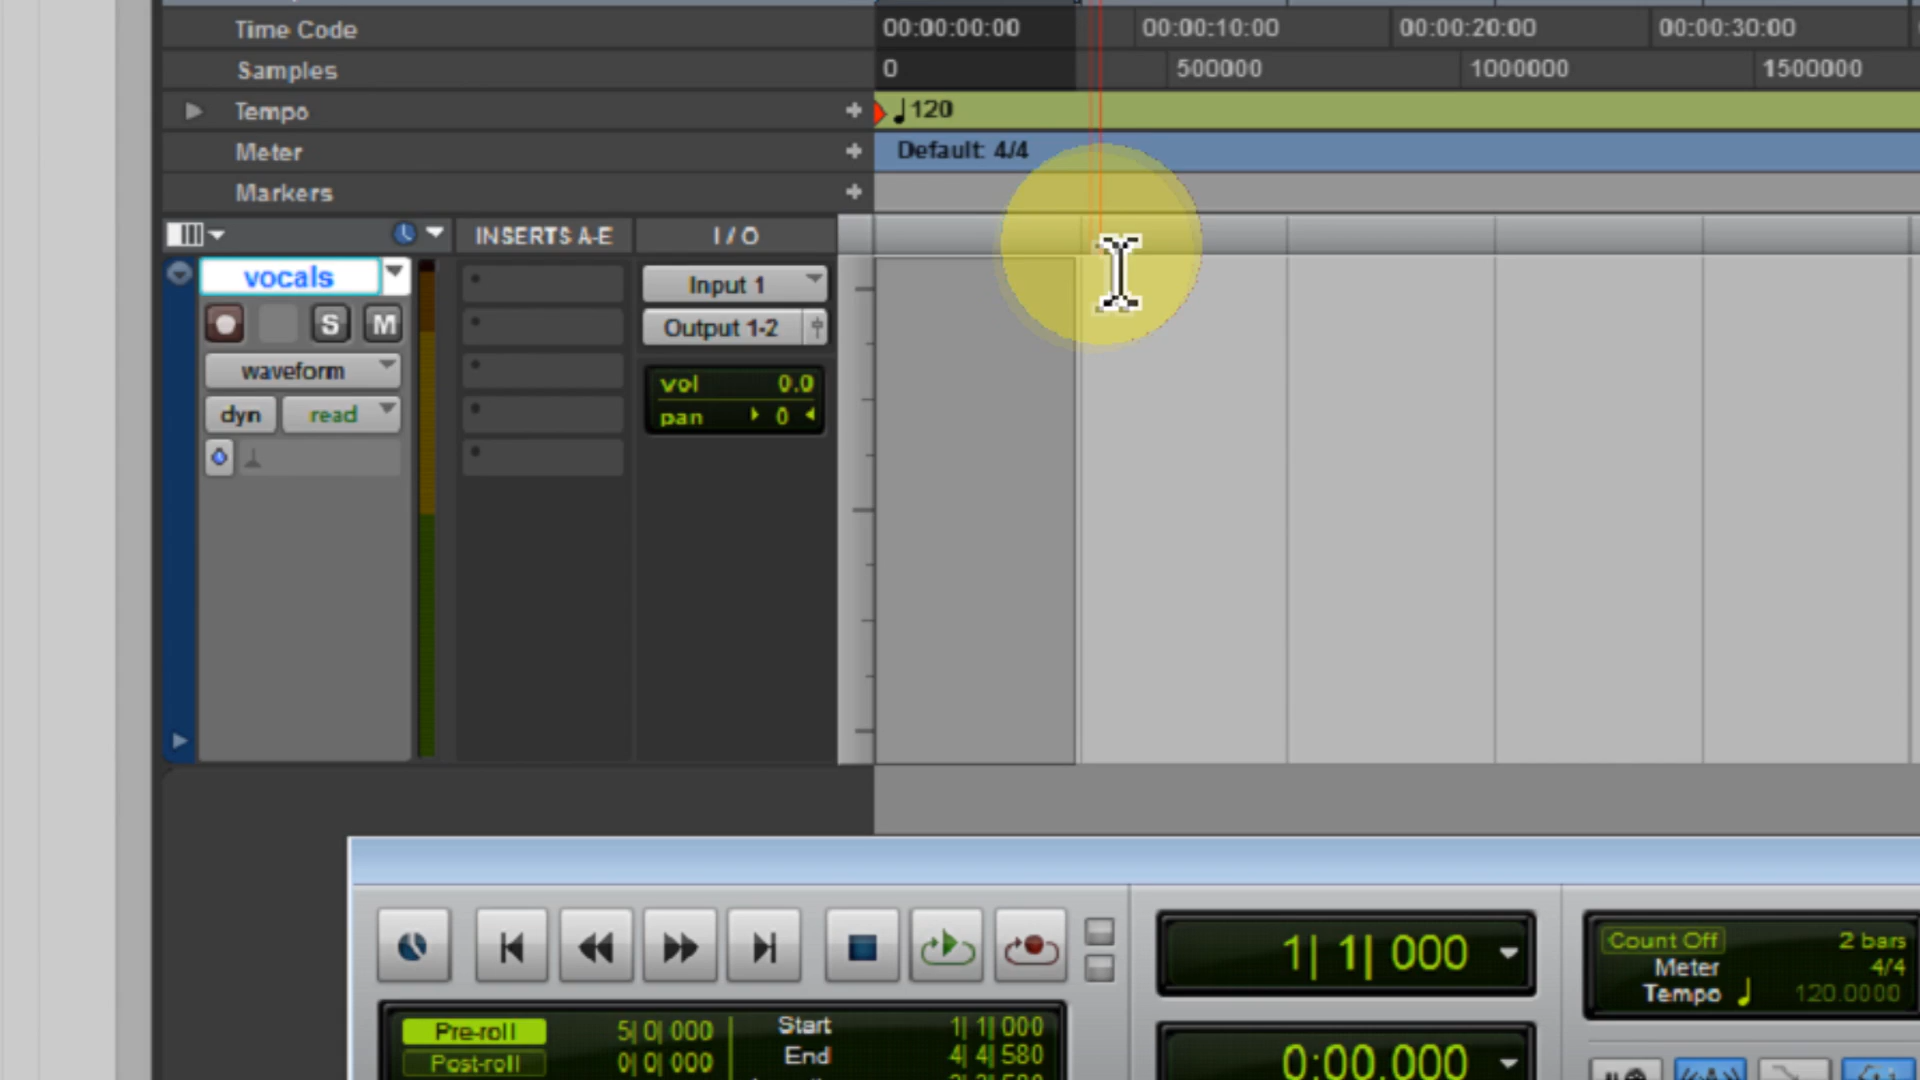 Time Code 00:00:00:00 00:00:10:00 00:00:20:00 00:00:30:00
Samples 0 500000 1000000 1500000
Tempo 120
Meter Default: 4/4
Markers
INSERTS A-E I / O
vocals Input 1
S M Output 1-2
waveform vol 0.0
dyn read pan 0
1| 1| 000
Count Off 2 bars
Meter 4/4
Tempo 120.0000
Pre-roll 5| 0| 000 Start 1| 1| 000
Post-roll 0| 0| 000 End 4| 4| 580
0:00.000